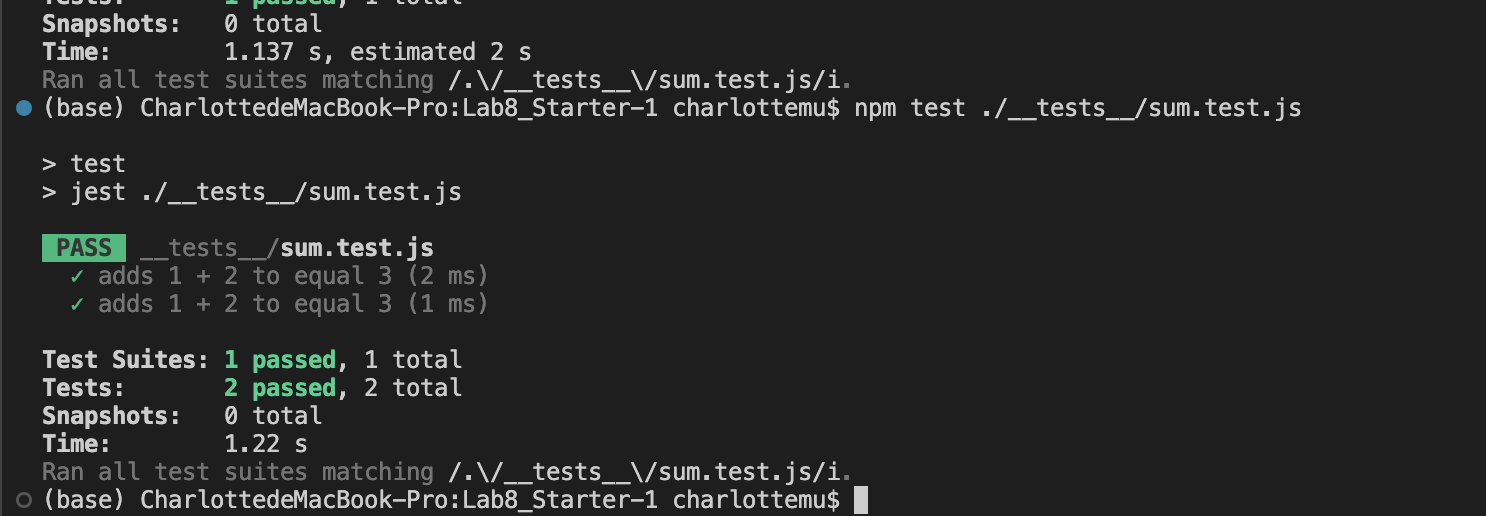 Tests: 1 passed, 1 total
Snapshots: 0 total
Time: 1.137 s, estimated 2 s
Ran all test suites matching /.\/__tests__\/sum.test.js/i.
(base) CharlottedeMacBook-Pro:Lab8_Starter-1 charlottemu$ npm test ./__tests__/sum.test.js
> test
> jest ./__tests__/sum.test.js
PASS __tests__/sum.test.js
✓ adds 1 + 2 to equal 3 (2 ms)
✓ adds 1 + 2 to equal 3 (1 ms)
Test Suites: 1 passed, 1 total
Tests: 2 passed, 2 total
Snapshots: 0 total
Time: 1.22 s
Ran all test suites matching /.\/__tests__\/sum.test.js/i.
(base) CharlottedeMacBook-Pro:Lab8_Starter-1 charlottemu$